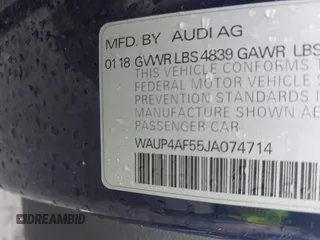 MFD. BY AUDI AG
01 18 GVWR LBS 4839 GAWR LBS
THIS VEHICLE CONFORMS T
FEDERAL MOTOR VEHICLE
PREVENTION STANDARDS I
MANUFACTURE SHOWN AB
PASSENGER CAR
WAUP4AF55JA074714
DREAMBID